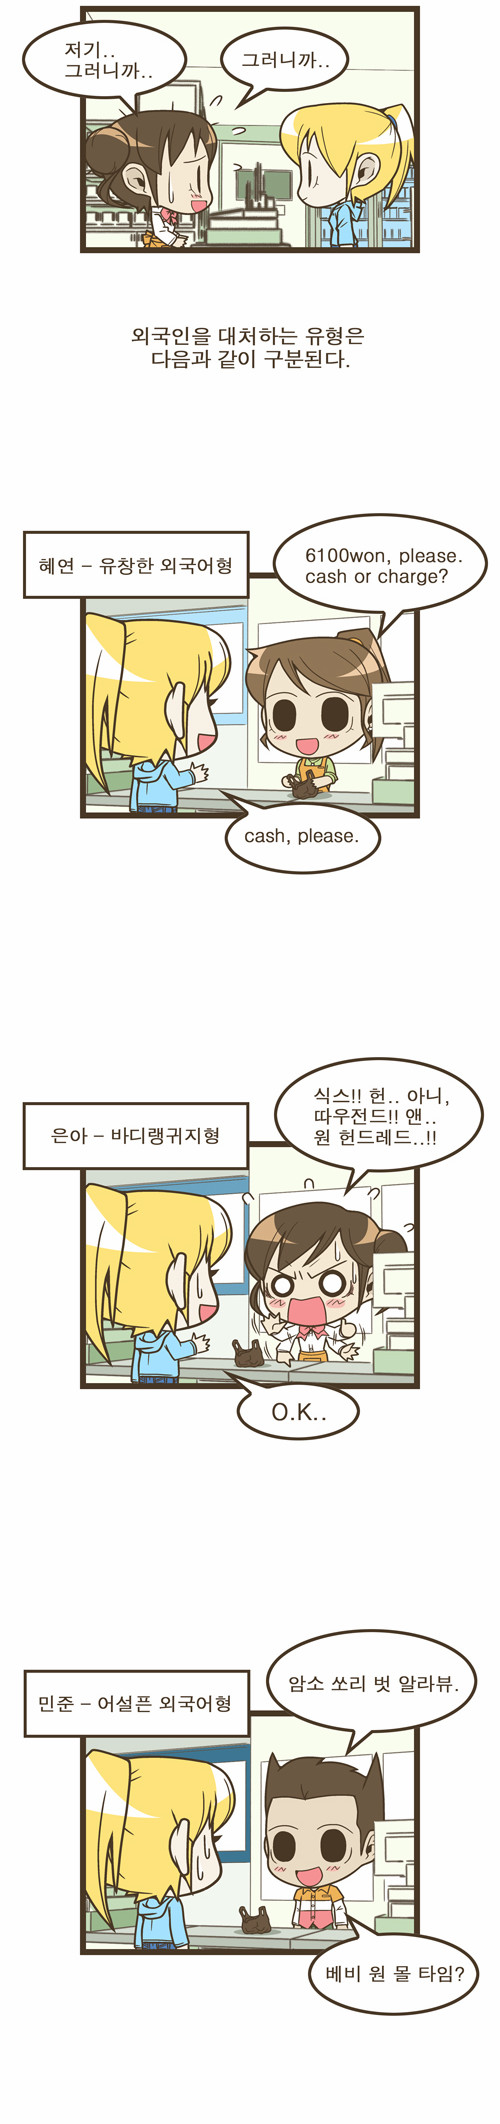 저기..
그러니까..
그러니까..
외국인을 대처하는 유형은
다음과 같이 구분된다.
혜연 – 유창한 외국어형
6100won, please.
cash or charge?
cash, please.
은아 – 바디랭귀지형
식스!! 헌.. 아니,
따우전드!! 앤..
원 헌드레드..!!
O.K..
민준 – 어설픈 외국어형
암소 쏘리 벗 알라뷰.
베비 원 몰 타임?